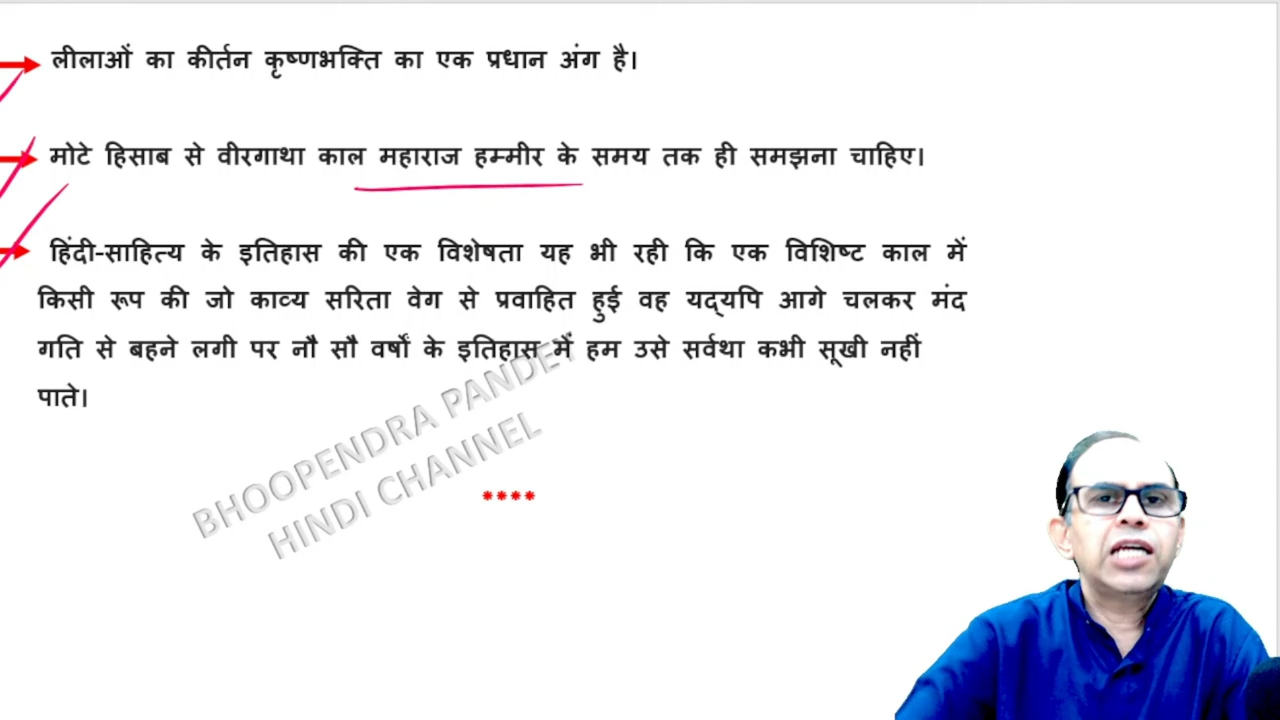 लीलाओं का कीर्तन कृष्णभक्ति का एक प्रधान अंग है।
मोटे हिसाब से वीरगाथा काल महाराज हम्मीर के समय तक ही समझना चाहिए।
हिंदी-साहित्य के इतिहास की एक विशेषता यह भी रही कि एक विशिष्ट काल में
किसी रूप की जो काव्य सरिता वेग से प्रवाहित हुई वह यद्यपि आगे चलकर मंद
गति से बहने लगी पर नौ सौ वर्षों के इतिहास में हम उसे सर्वथा कभी सूखी नहीं
पाते।
BHOOPENDRA PANDEY
HINDI CHANNEL
****